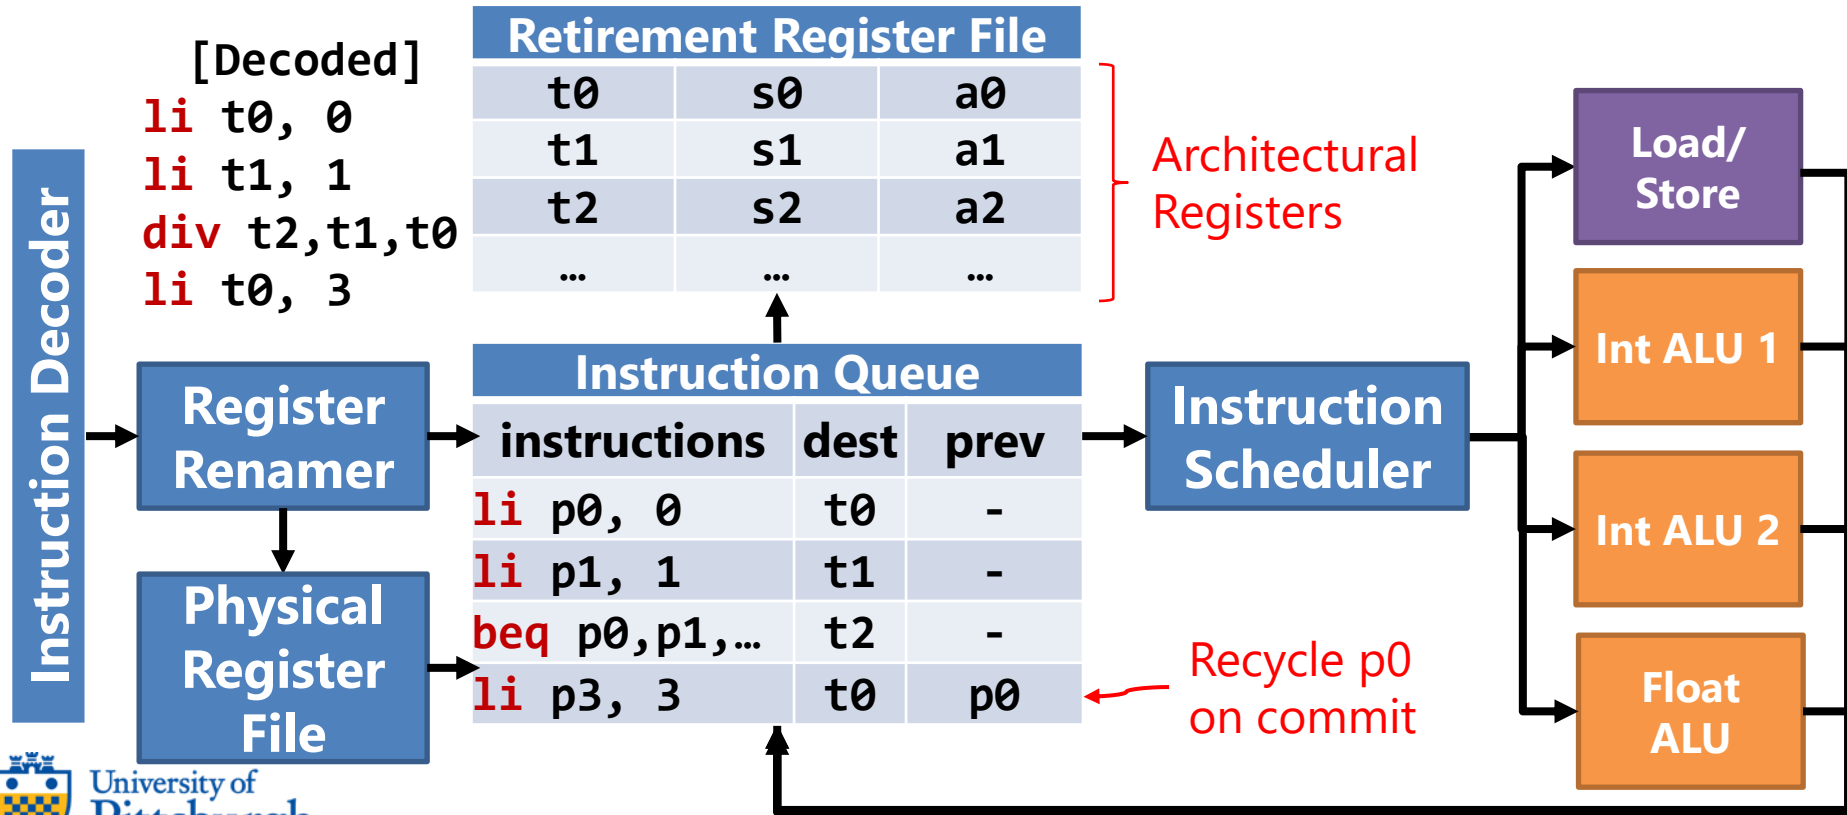 Instruction Decoder
[Decoded]
li t0, 0
li t1, 1
div t2,t1,t0
li t0, 3
Retirement Register File
t0 s0 a0
t1 s1 a1
t2 s2 a2
… … …
Architectural
Registers
Register
Renamer
Physical
Register
File
Instruction Queue
instructions dest prev
li p0, 0 t0 -
li p1, 1 t1 -
beq p0,p1,… t2 -
li p3, 3 t0 p0
Recycle p0
on commit
Instruction
Scheduler
Load/
Store
Int ALU 1
Int ALU 2
Float
ALU
University of
Pittsburgh